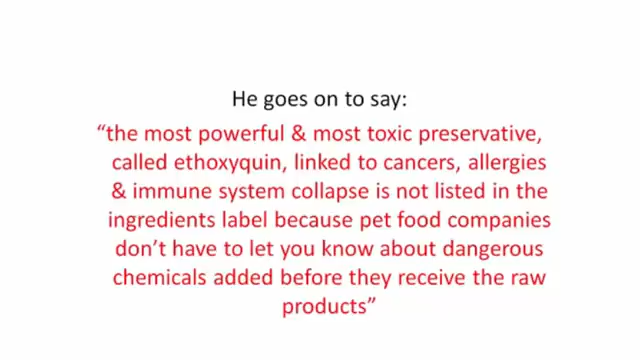 He goes on to say:
“the most powerful & most toxic preservative,
called ethoxyquin, linked to cancers, allergies
& immune system collapse is not listed in the
ingredients label because pet food companies
don’t have to let you know about dangerous
chemicals added before they receive the raw
products”